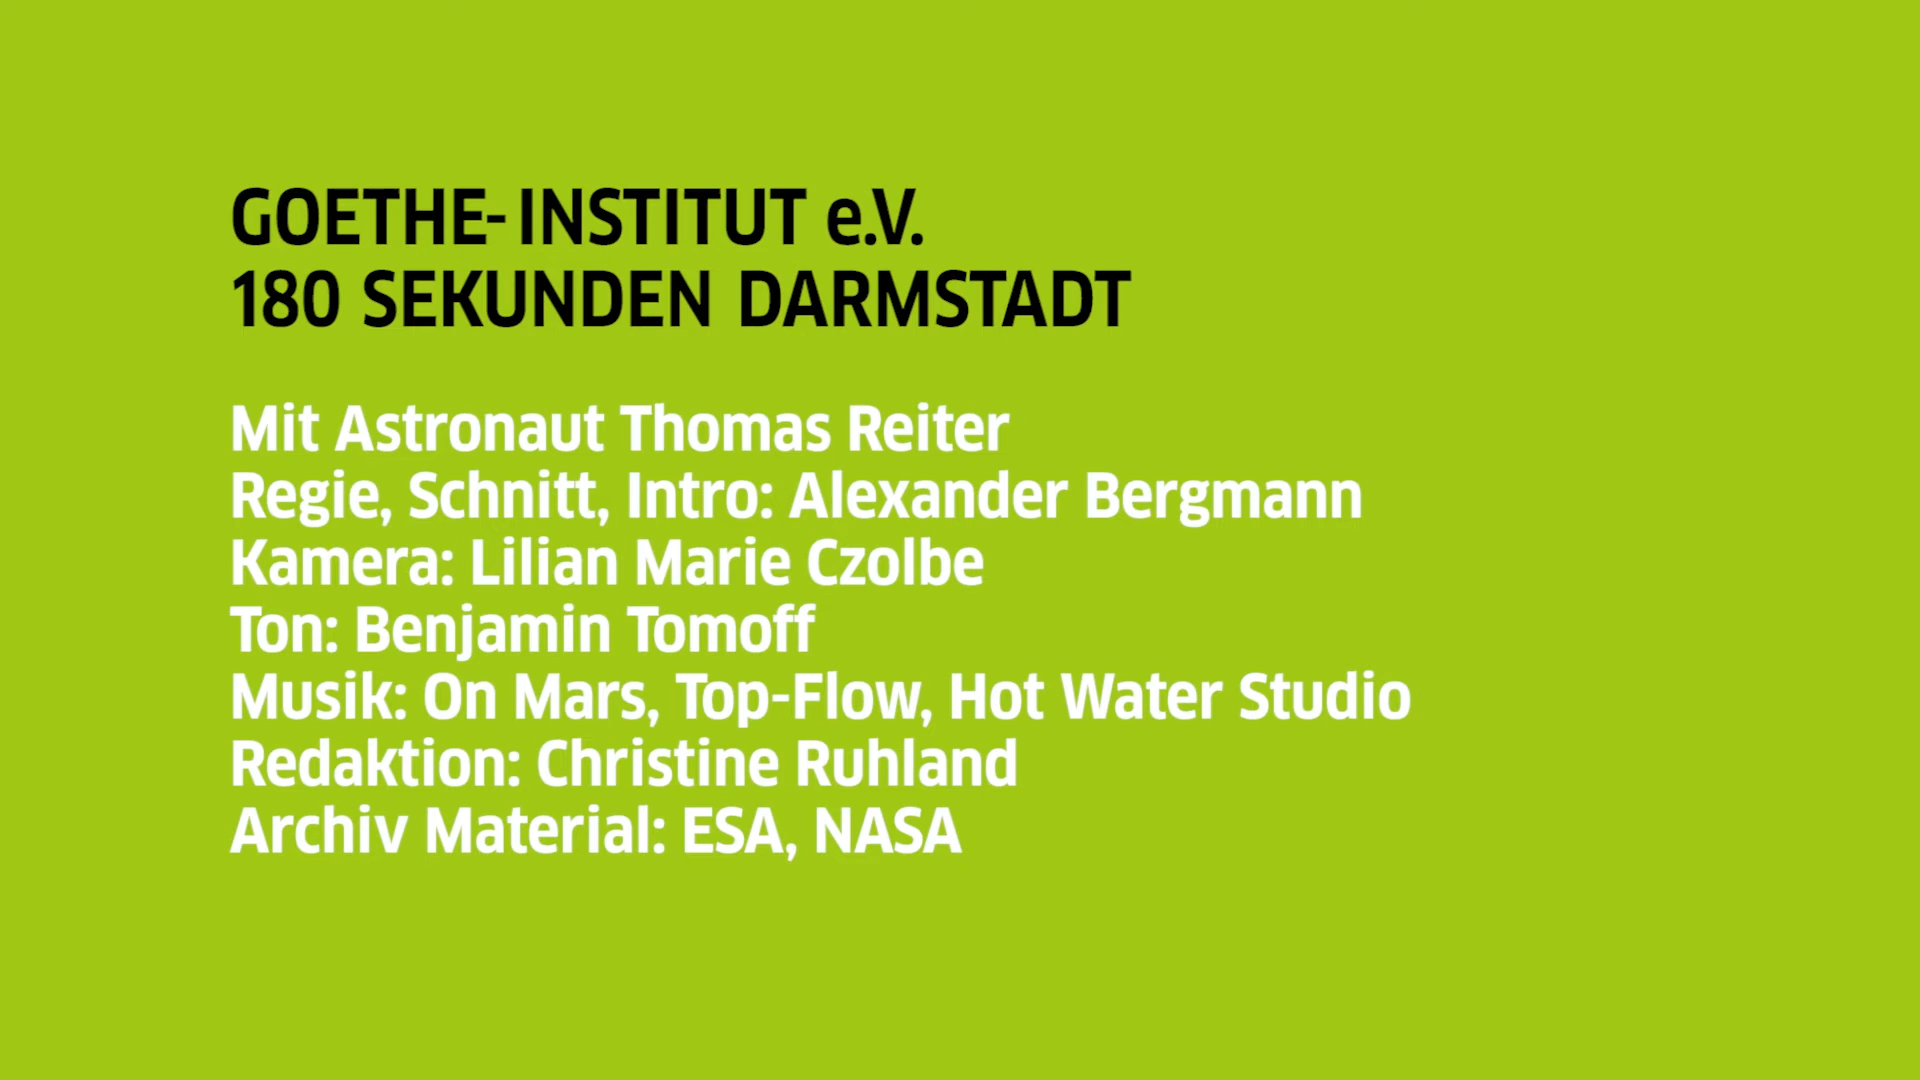 GOETHE-INSTITUT e.V.
180 SEKUNDEN DARMSTADT
Mit Astronaut Thomas Reiter
Regie, Schnitt, Intro: Alexander Bergmann
Kamera: Lilian Marie Czolbe
Ton: Benjamin Tomoff
Musik: On Mars, Top-Flow, Hot Water Studio
Redaktion: Christine Ruhland
Archiv Material: ESA, NASA